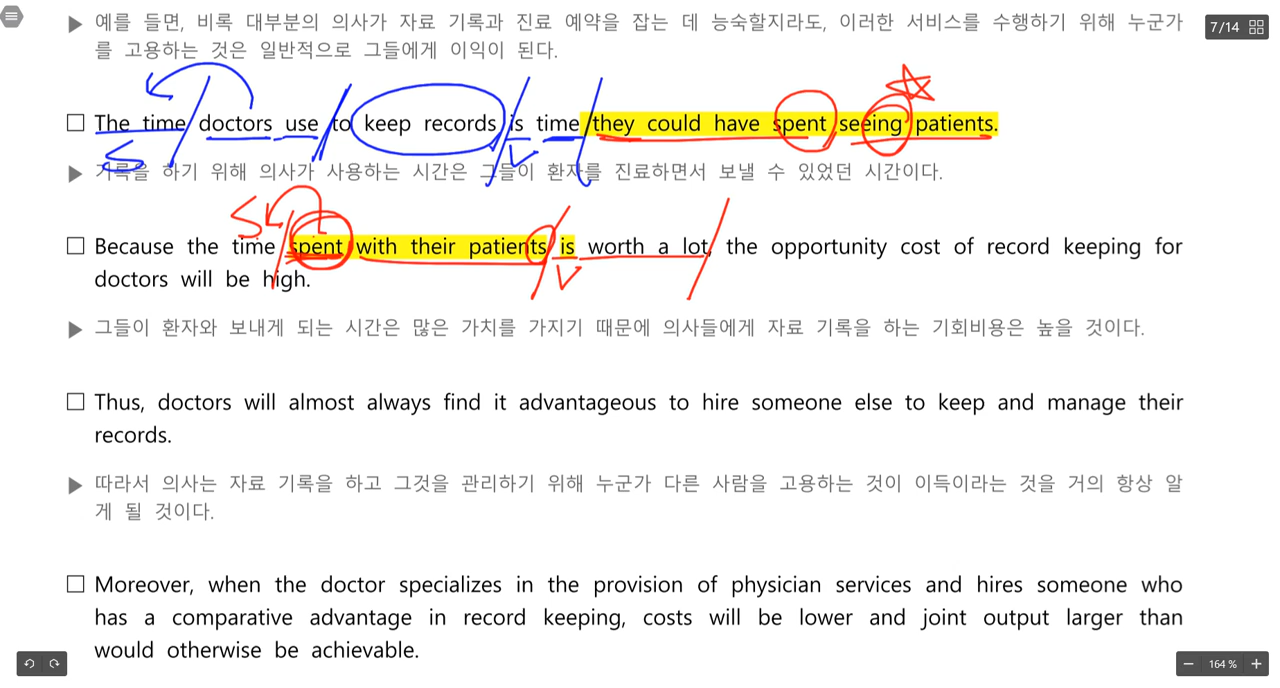 ▶ 예를 들면, 비록 대부분의 의사가 자료 기록과 진료 예약을 잡는 데 능숙할지라도, 이러한 서비스를 수행하기 위해 누군가
를 고용하는 것은 일반적으로 그들에게 이익이 된다.
7/14
□ The time doctors use to keep records is time they could have spent seeing patients.
S V
▶ 기록을 하기 위해 의사가 사용하는 시간은 그들이 환자를 진료하면서 보낼 수 있었던 시간이다.
S
□ Because the time spent with their patients is worth a lot, the opportunity cost of record keeping for
V
doctors will be high.
▶ 그들이 환자와 보내게 되는 시간은 많은 가치를 가지기 때문에 의사들에게 자료 기록을 하는 기회비용은 높을 것이다.
□ Thus, doctors will almost always find it advantageous to hire someone else to keep and manage their
records.
▶ 따라서 의사는 자료 기록을 하고 그것을 관리하기 위해 누군가 다른 사람을 고용하는 것이 이득이라는 것을 거의 항상 알
게 될 것이다.
□ Moreover, when the doctor specializes in the provision of physician services and hires someone who
has a comparative advantage in record keeping, costs will be lower and joint output larger than
would otherwise be achievable.
164 %